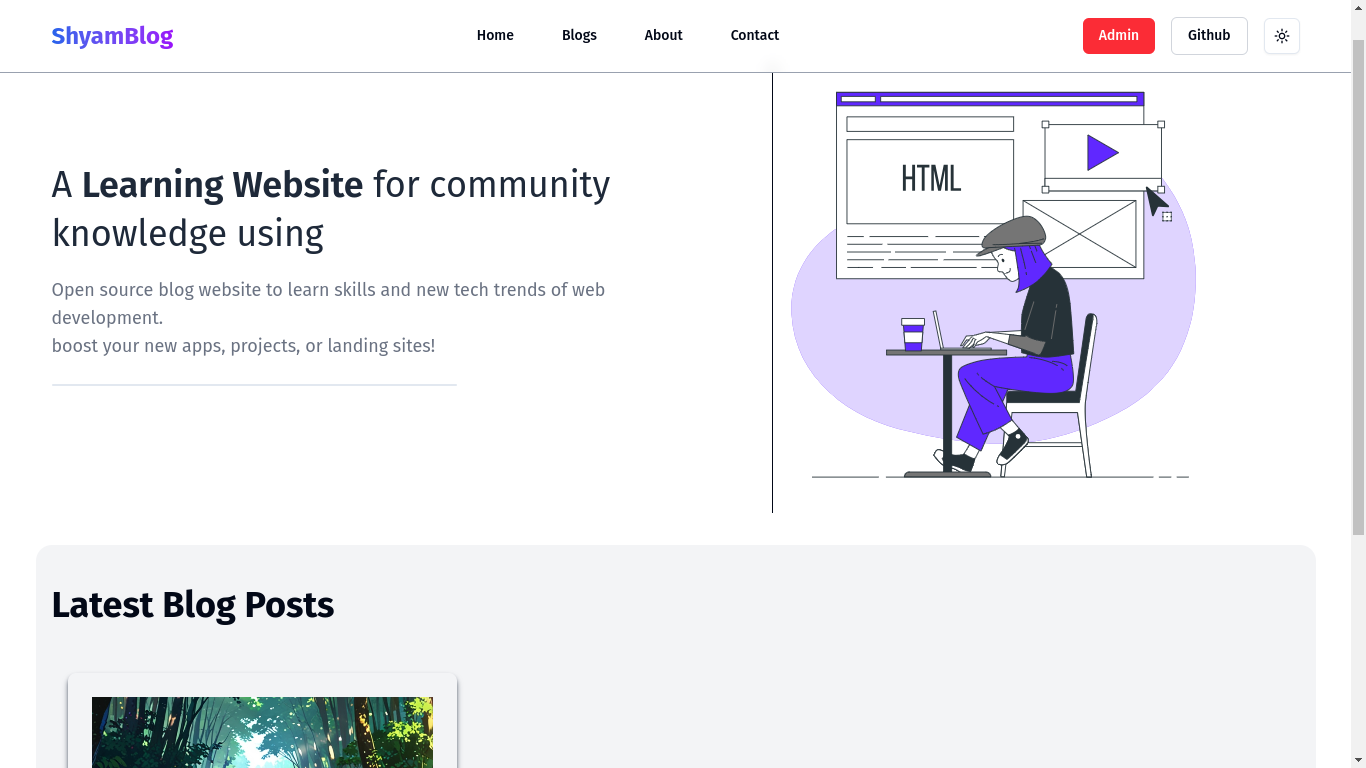 ShyamBlog
Home Blogs About Contact
Admin Github
A Learning Website for community
knowledge using
Open source blog website to learn skills and new tech trends of web
development.
boost your new apps, projects, or landing sites!
HTML
Latest Blog Posts